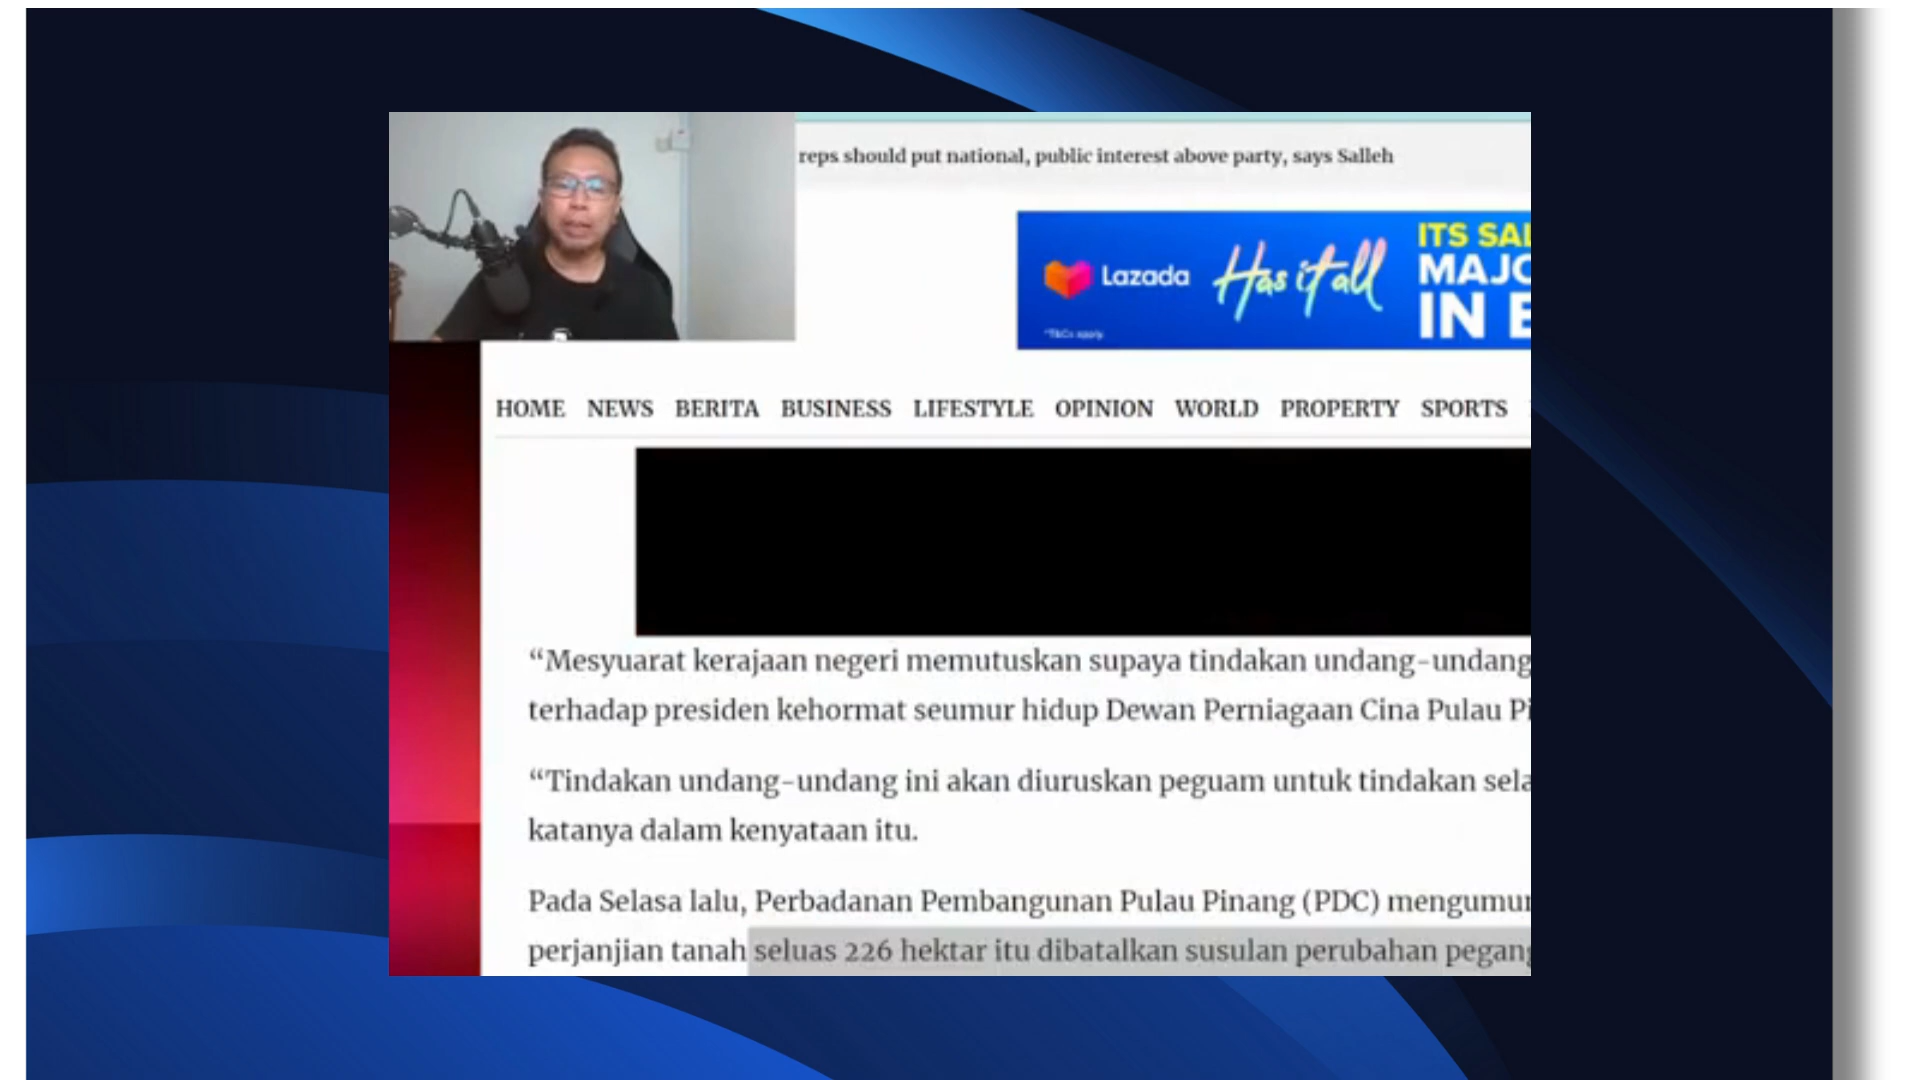 reps should put national, public interest above party, says Salleh
Lazada
Has it all
ITS
IN
*T&Cs apply
HOME NEWS BERITA BUSINESS LIFESTYLE OPINION WORLD PROPERTY SPORTS
“Mesyuarat kerajaan negeri memutuskan supaya tindakan undang-undang
terhadap presiden kehormat seumur hidup Dewan Perniagaan Cina Pulau
“Tindakan undang-undang ini akan diuruskan peguam untuk tindakan
katanya dalam kenyataan itu.
Pada Selasa lalu, Perbadanan Pembangunan Pulau Pinang (PDC)
perjanjian tanah seluas 226 hektar itu dibatalkan susulan perubahan